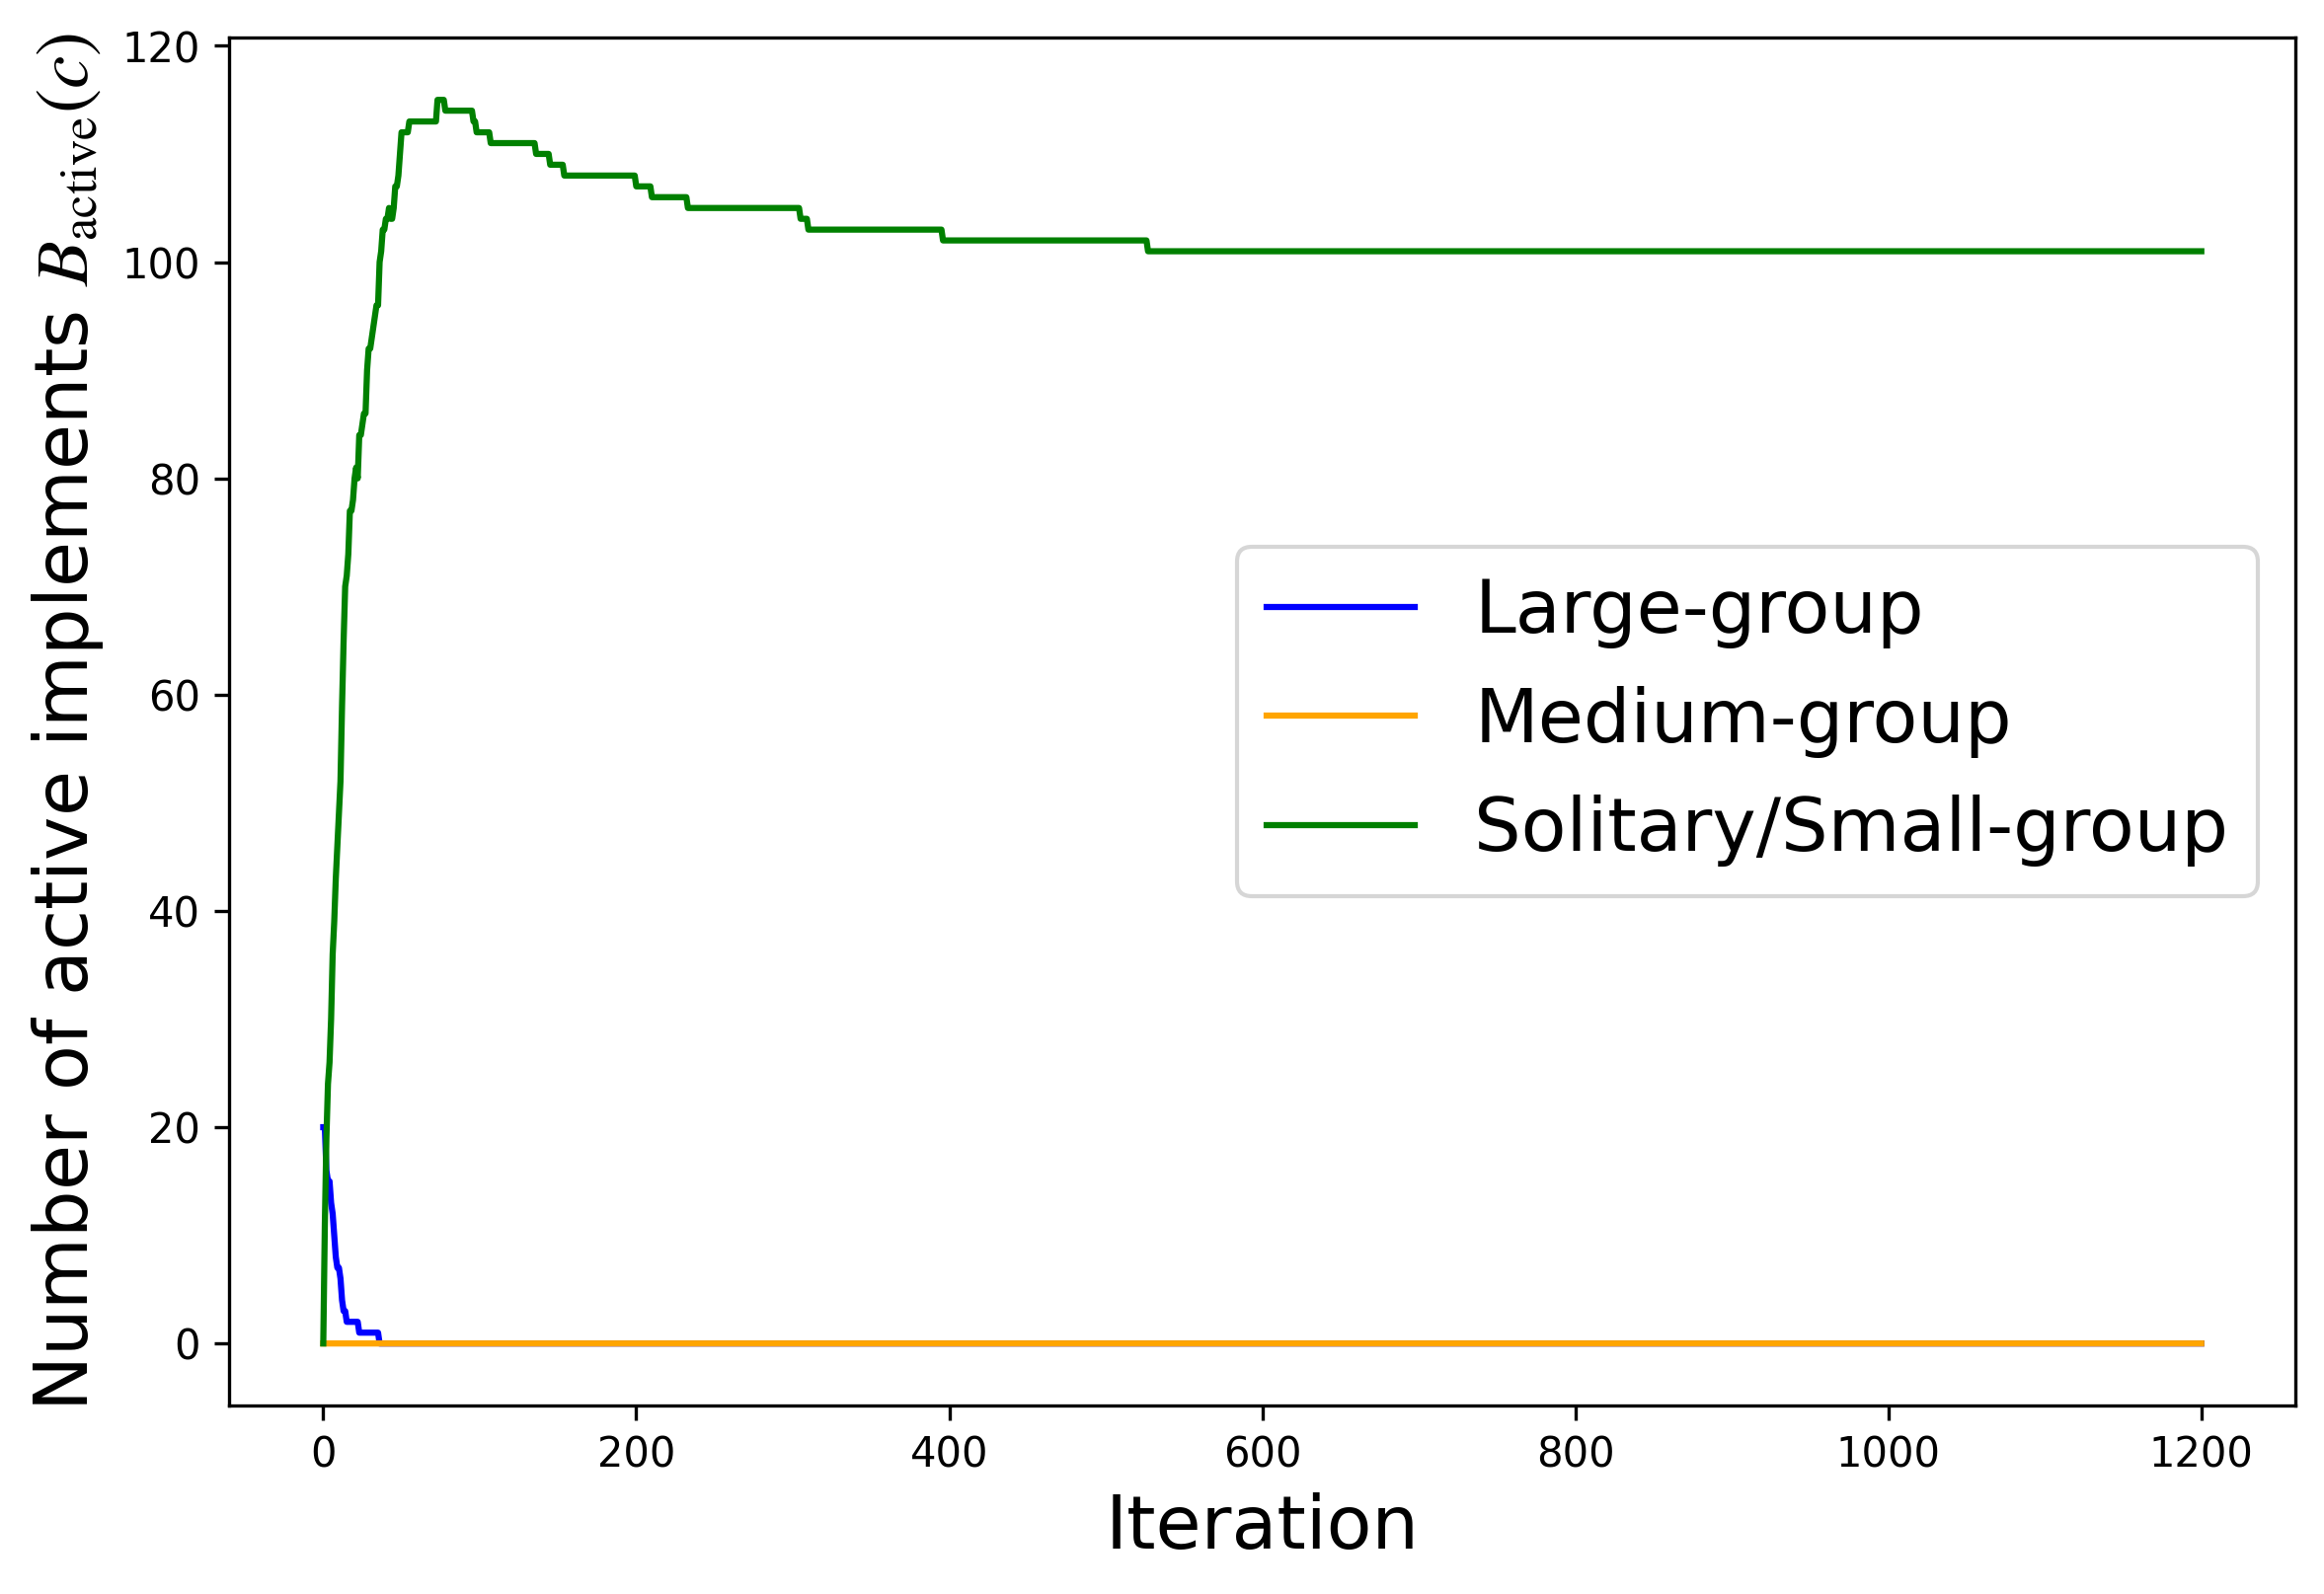 Number of active implements B_active(c)
120
100
80
60
40
20
0
Large-group
Medium-group
Solitary/Small-group
0 200 400 600 800 1000 1200
Iteration